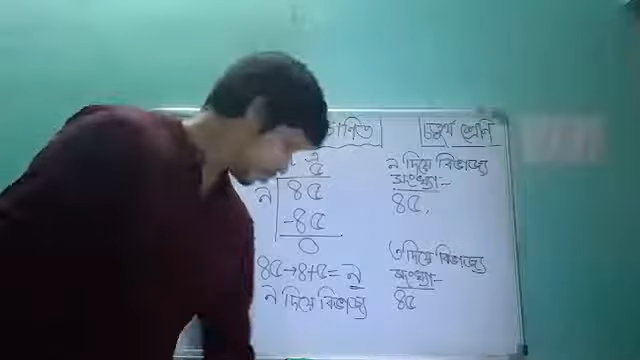 চতুর্থ শ্রেণি
৫
৯ ৪৫
-৪৫
০
৪৫→৪+৫=৯
৯ দিয়ে বিভাজ্য
৯ দিয়ে বিভাজ্য
সংখ্যা:-
৪৫,
৩ দিয়ে বিভাজ্য
সংখ্যা:-
৪৫